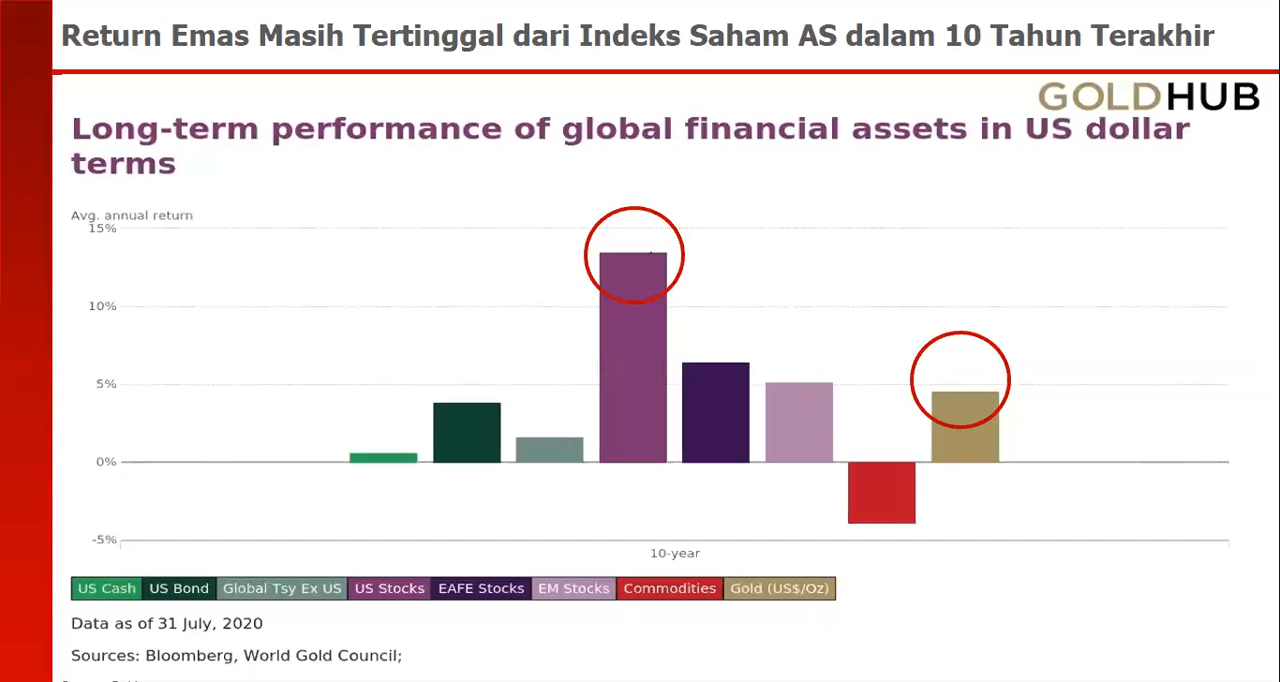 Return Emas Masih Tertinggal dari Indeks Saham AS dalam 10 Tahun Terakhir
GOLDHUB
Long-term performance of global financial assets in US dollar
terms
Avg. annual return
15%
10%
5%
0%
-5%
10-year
US Cash US Bond Global Tsy Ex US US Stocks EAFE Stocks EM Stocks Commodities Gold (US$/Oz)
Data as of 31 July, 2020
Sources: Bloomberg, World Gold Council;